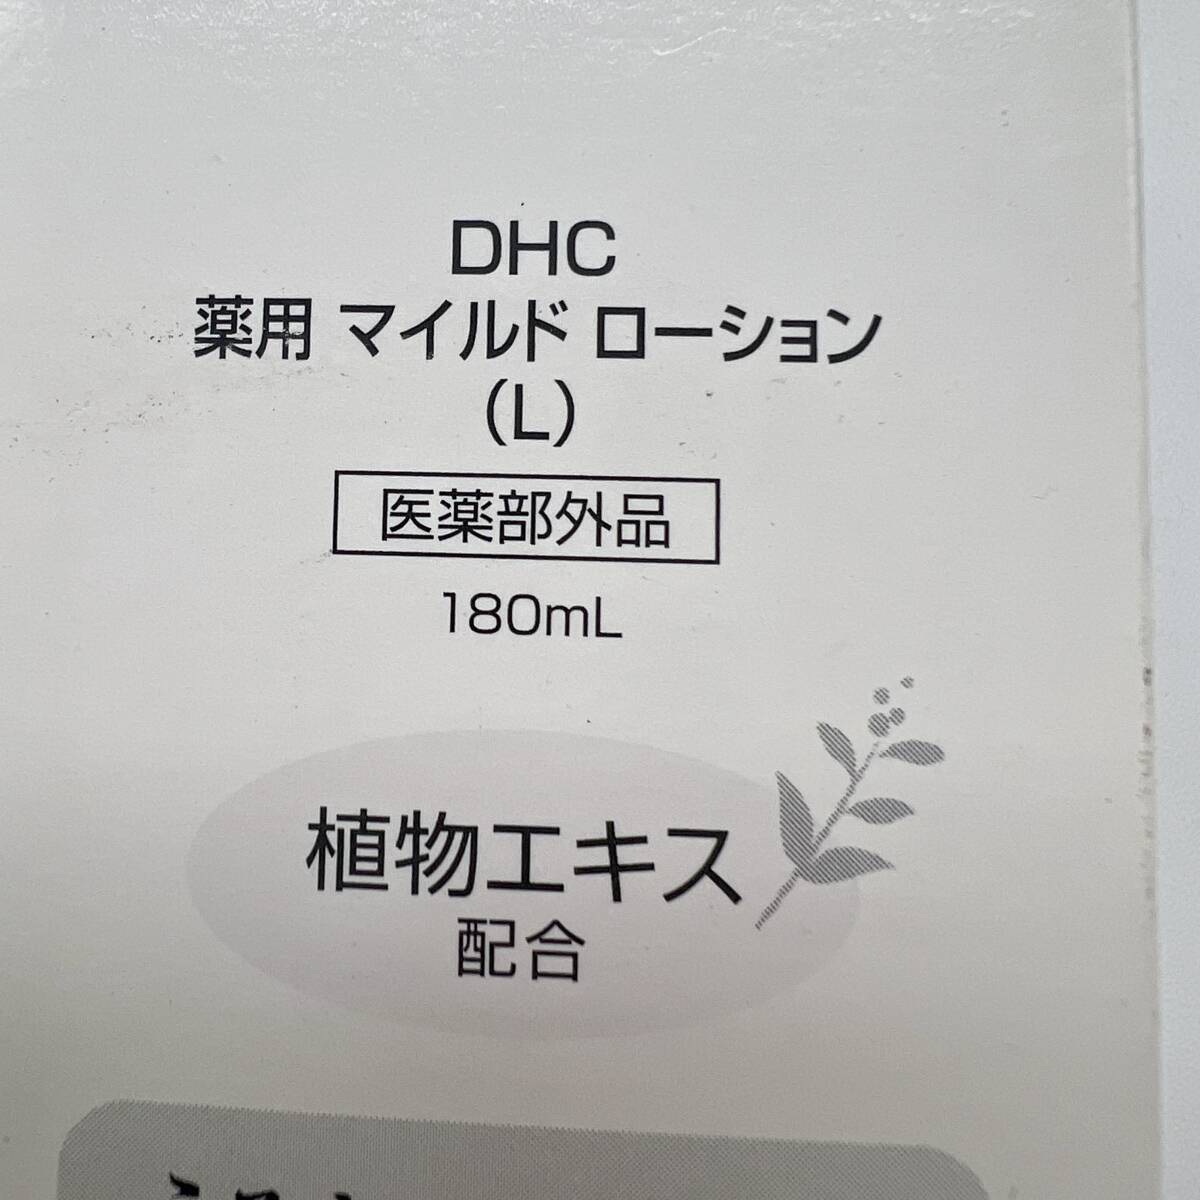 DHC
薬用 マイルド ローション
(L)
医薬部外品
180mL
植物エキス
配合